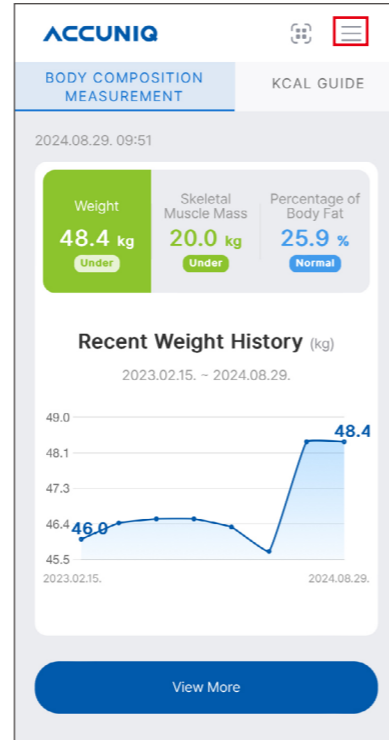 ACCUNIQ
BODY COMPOSITION
MEASUREMENT
KCAL GUIDE
2024.08.29. 09:51
Weight
48.4 kg
Under
Skeletal
Muscle Mass
20.0 kg
Under
Percentage of
Body Fat
25.9 %
Normal
Recent Weight History (kg)
2023.02.15. ~ 2024.08.29.
49.0
48.4
48.1
47.3
46.4
46.0
45.5
2023.02.15.
2024.08.29.
View More